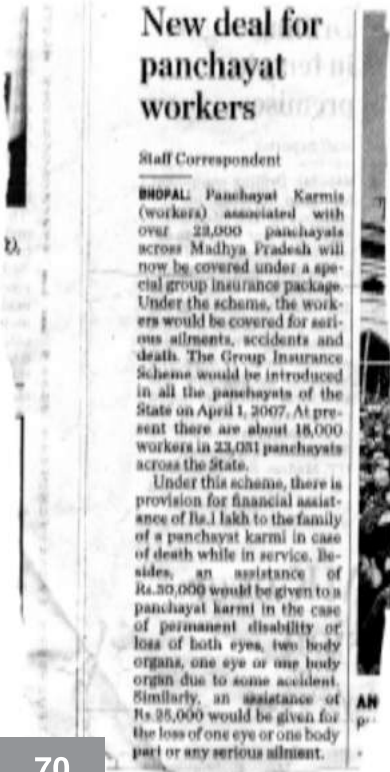 New deal for
panchayat
workers
Staff Correspondent
BHOPAL: Panchayat Karmis
(workers) associated with
over 23,000 panchayats
across Madhya Pradesh will
now be covered under a spe-
cial group insurance package.
Under the scheme, the work-
ers would be covered for seri-
ous ailments, accidents and
death. The Group Insurance
Scheme would be introduced
in all the panchayats of the
State on April 1, 2007. At pre-
sent there are about 18,000
workers in 23,051 panchayats
across the State.
Under this scheme, there is
provision for financial assist-
ance of Rs.1 lakh to the family
of a panchayat karmi in case
of death while in service. Be-
sides, an assistance of
Rs.50,000 would be given to a
panchayat karmi in the case
of permanent disability or
loss of both eyes, two body
organs, one eye or one body
organ due to some accident.
Similarly, an assistance of
Rs.25,000 would be given for
the loss of one eye or one body
part or any serious ailment.
AN
70